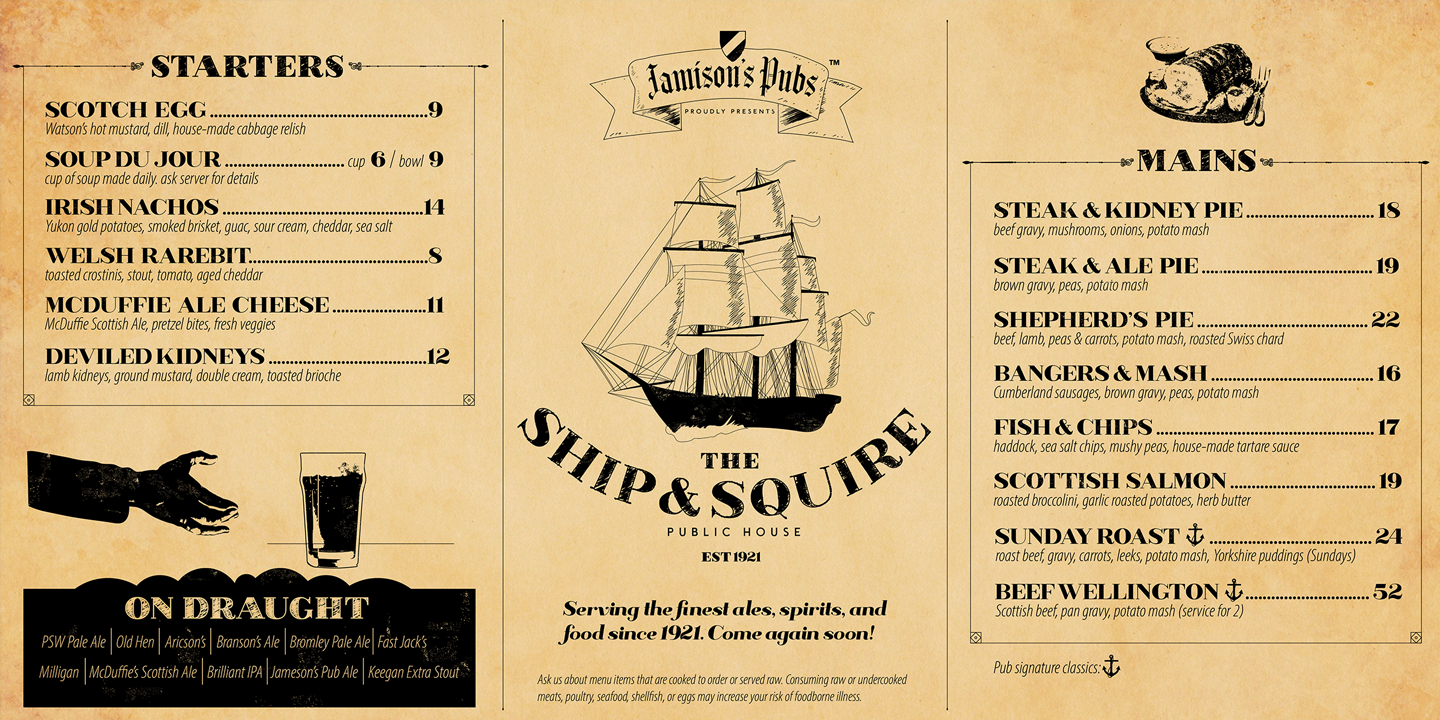 STARTERS
SCOTCH EGG 9
Watson's hot mustard, dill, house-made cabbage relish
SOUP DU JOUR cup 6 / bowl 9
cup of soup made daily. ask server for details
IRISH NACHOS 14
Yukon gold potatoes, smoked brisket, guac, sour cream, cheddar, sea salt
WELSH RAREBIT 8
toasted crostinis, stout, tomato, aged cheddar
MCDUFFIE ALE CHEESE 11
McDuffie Scottish Ale, pretzel bites, fresh veggies
DEVILED KIDNEYS 12
lamb kidneys, ground mustard, double cream, toasted brioche
ON DRAUGHT
PSW Pale Ale | Old Hen | Aricson's | Branson's Ale | Bromley Pale Ale | Fast Jack's
Milligan | McDuffie's Scottish Ale | Brilliant IPA | Jameson's Pub Ale | Keegan Extra Stout
Jamison's Pubs ™
PROUDLY PRESENTS
THE
SHIP & SQUIRE
PUBLIC HOUSE
EST 1921
Serving the finest ales, spirits, and
food since 1921. Come again soon!
Ask us about menu items that are cooked to order or served raw. Consuming raw or undercooked
meats, poultry, seafood, shellfish, or eggs may increase your risk of foodborne illness.
MAINS
STEAK & KIDNEY PIE 18
beef gravy, mushrooms, onions, potato mash
STEAK & ALE PIE 19
brown gravy, peas, potato mash
SHEPHERD'S PIE 22
beef, lamb, peas & carrots, potato mash, roasted Swiss chard
BANGERS & MASH 16
Cumberland sausages, brown gravy, peas, potato mash
FISH & CHIPS 17
haddock, sea salt chips, mushy peas, house-made tartare sauce
SCOTTISH SALMON 19
roasted broccolini, garlic roasted potatoes, herb butter
SUNDAY ROAST ⚓ 24
roast beef, gravy, carrots, leeks, potato mash, Yorkshire puddings (Sundays)
BEEF WELLINGTON ⚓ 52
Scottish beef, pan gravy, potato mash (service for 2)
Pub signature classics: ⚓